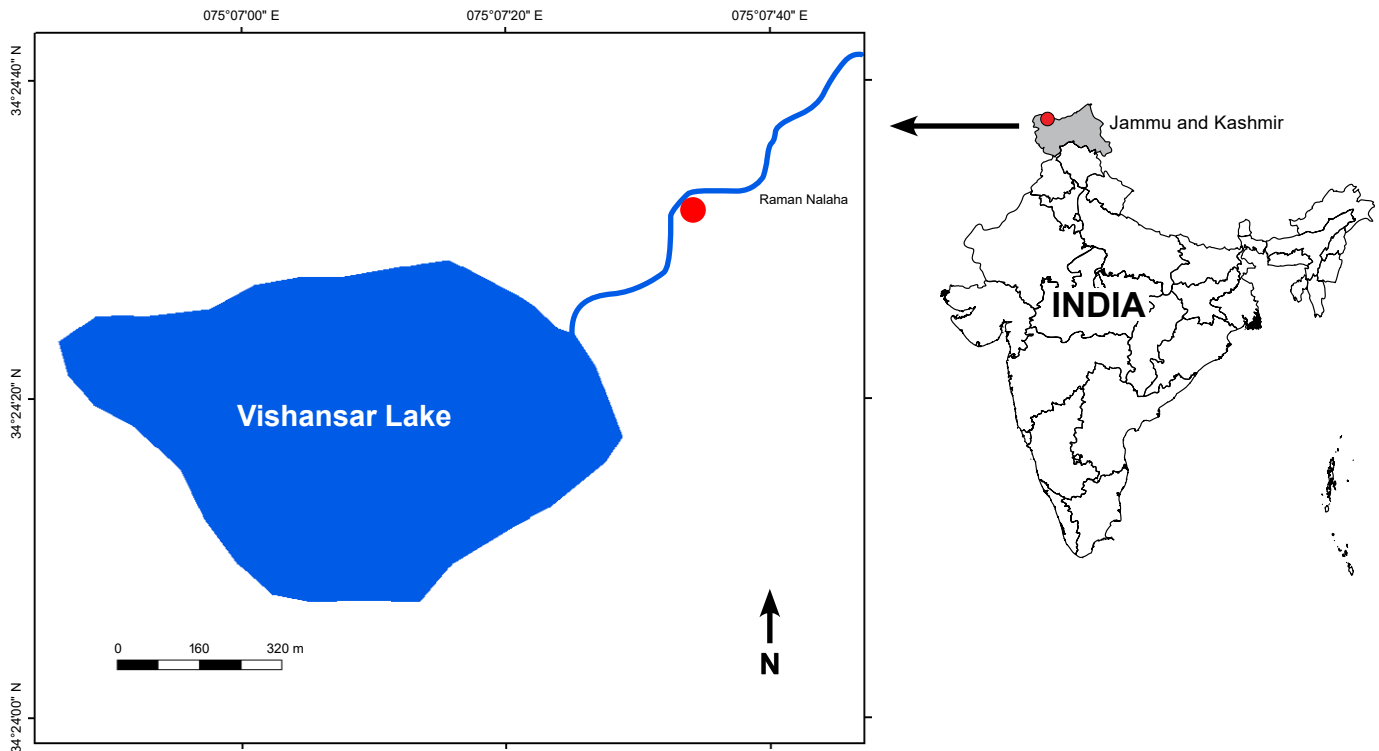 075°07'00" E
075°07'20" E
075°07'40" E
34°24'40" N
34°24'20" N
34°24'00" N
Raman Nalaha
Vishansar Lake
0 160 320 m
N
Jammu and Kashmir
INDIA